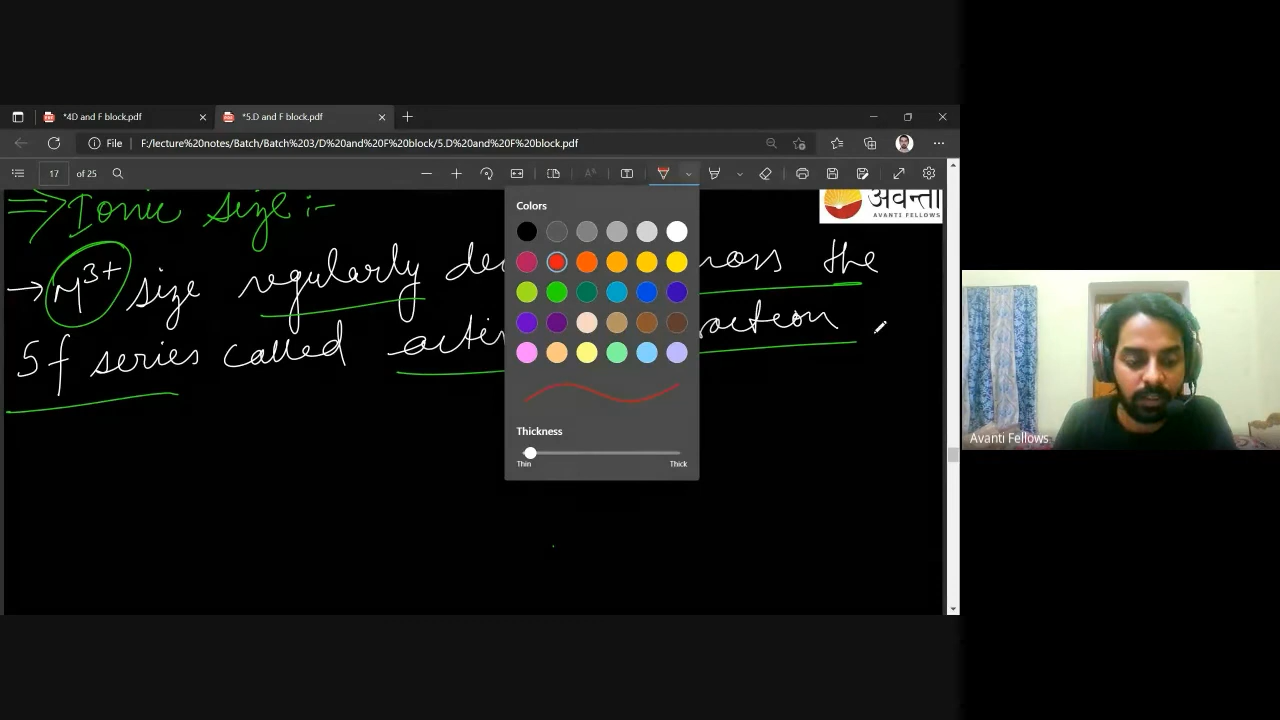 *4D and F block.pdf
*5.D and F block.pdf
File
F:/lecture%20notes/Batch/Batch%203/D%20and%20F%20block/5.D%20and%20F%20block.pdf
17 of 25
Colors
Thickness
Thin
Thick
⇒ Ionic size :-
→ M3+ size regularly the
5f series called
अवन्ती
AVANTI FELLOWS
Avanti Fellows